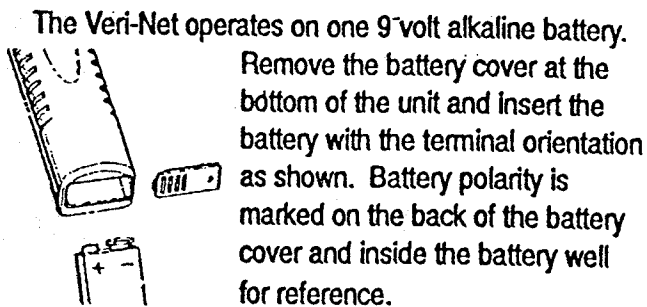 The Veri-Net operates on one 9-volt alkaline battery.
Remove the battery cover at the
bottom of the unit and insert the
battery with the terminal orientation
as shown. Battery polarity is
marked on the back of the battery
cover and inside the battery well
for reference.
+ -